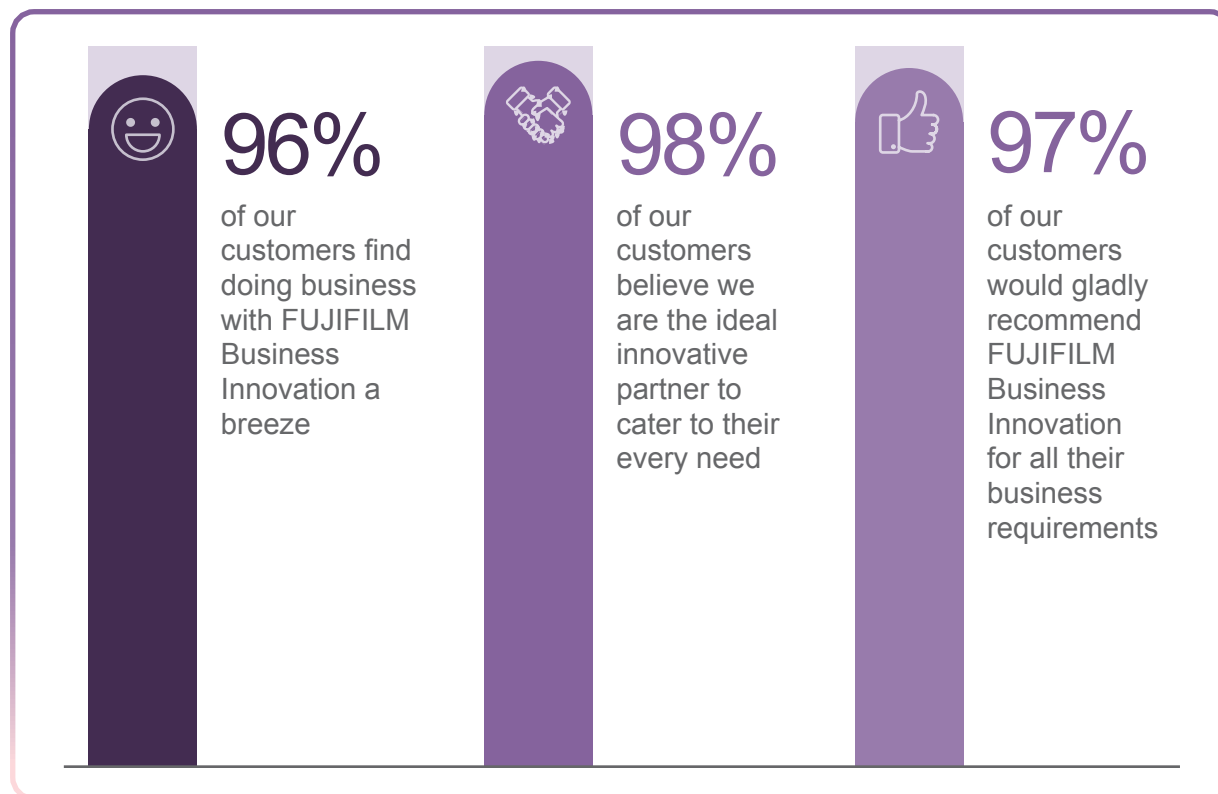 96%
of our
customers find
doing business
with FUJIFILM
Business
Innovation a
breeze
98%
of our
customers
believe we
are the ideal
innovative
partner to
cater to their
every need
97%
of our
customers
would gladly
recommend
FUJIFILM
Business
Innovation
for all their
business
requirements